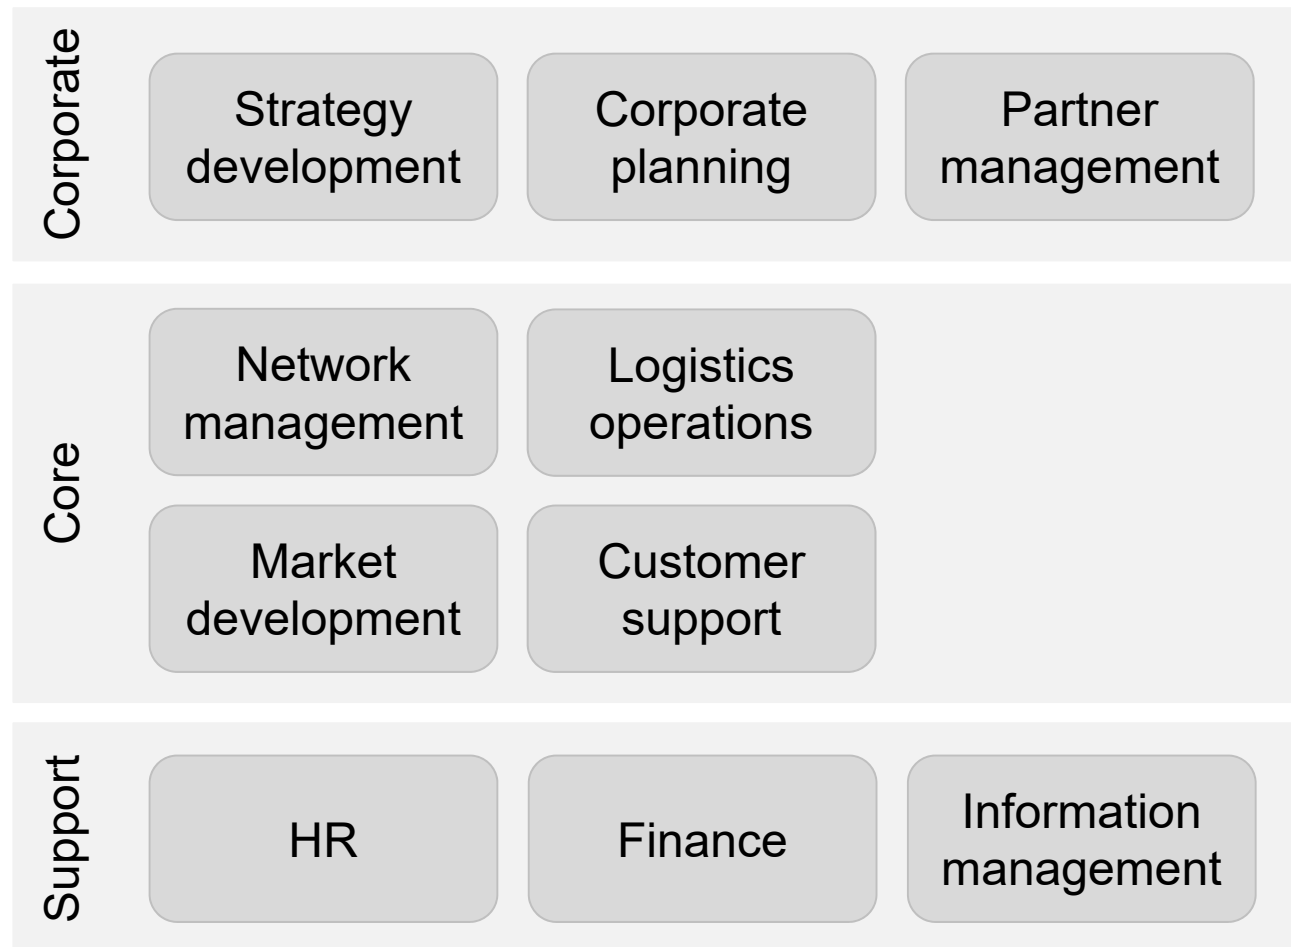 Corporate
Strategy
development
Corporate
planning
Partner
management
Core
Network
management
Logistics
operations
Market
development
Customer
support
Support
HR
Finance
Information
management